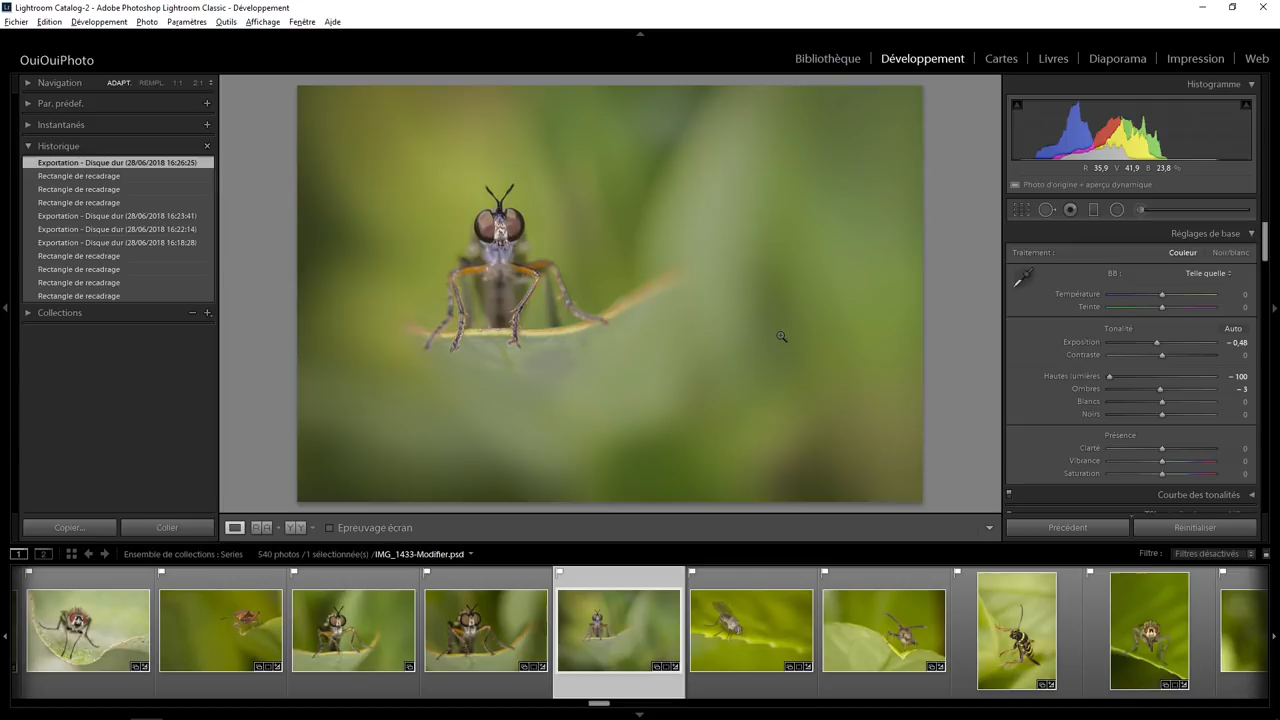 Lightroom Catalog-2 - Adobe Photoshop Lightroom Classic - Développement
Fichier Edition Développement Photo Paramètres Outils Affichage Fenêtre Aide
OuiOuiPhoto
Bibliothèque Développement Cartes Livres Diaporama Impression Web
Navigation ADAPT. REMPL. 1:1 2:1
Par. prédef.
Instantanés
Historique
Exportation - Disque dur (28/06/2018 16:26:25)
Rectangle de recadrage
Rectangle de recadrage
Rectangle de recadrage
Exportation - Disque dur (28/06/2018 16:23:41)
Exportation - Disque dur (28/06/2018 16:22:14)
Exportation - Disque dur (28/06/2018 16:18:28)
Rectangle de recadrage
Rectangle de recadrage
Rectangle de recadrage
Rectangle de recadrage
Collections
Copier... Coller
Epreuvage écran
Histogramme
R 35,9 V 41,9 B 23,8 %
Photo d'origine + aperçu dynamique
Réglages de base
Traitement : Couleur Noir/blanc
BB : Telle quelle
Température 0
Teinte 0
Tonalité Auto
Exposition - 0,48
Contraste 0
Hautes lumières - 100
Ombres - 3
Blancs 0
Noirs 0
Présence
Clarté 0
Vibrance 0
Saturation 0
Courbe des tonalités
Précédent Réinitialiser
1 2 Ensemble de collections : Series 540 photos /1 sélectionnée(s) /IMG_1433-Modifier.psd Filtre : Filtres désactivés